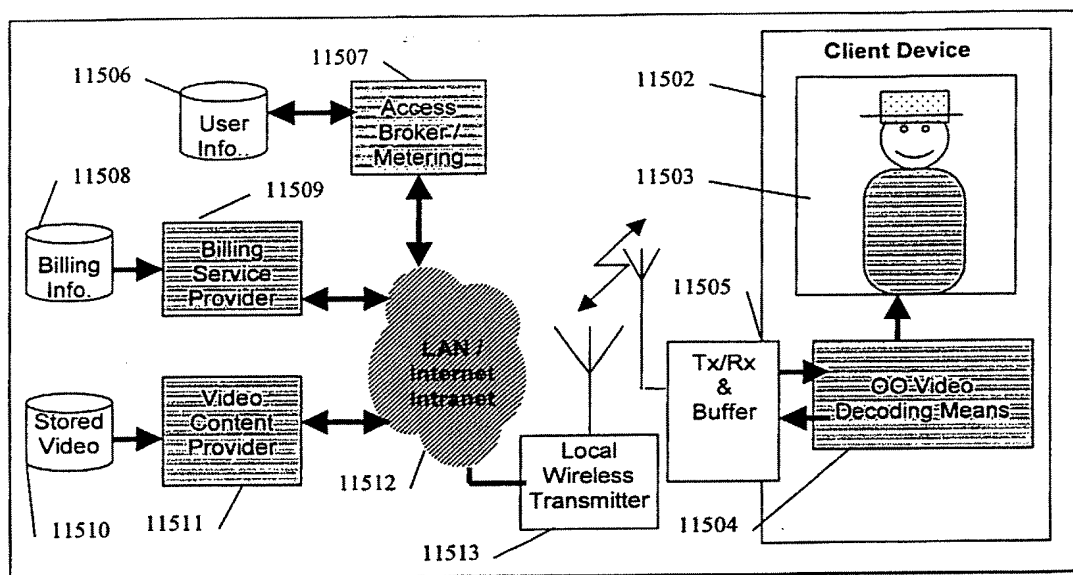 11507
Client Device
11506
11502
User
Info..
Access
Broker /
Metering
11508
11509
11503
Billing
Info.
Billing
Service
Provider
11505
LAN /
Internet
Intranet
Tx/Rx
&
Buffer
OO Video
Decoding Means
Stored
Video
Video
Content
Provider
Local
Wireless
Transmitter
11512
11510
11511
11513
11504